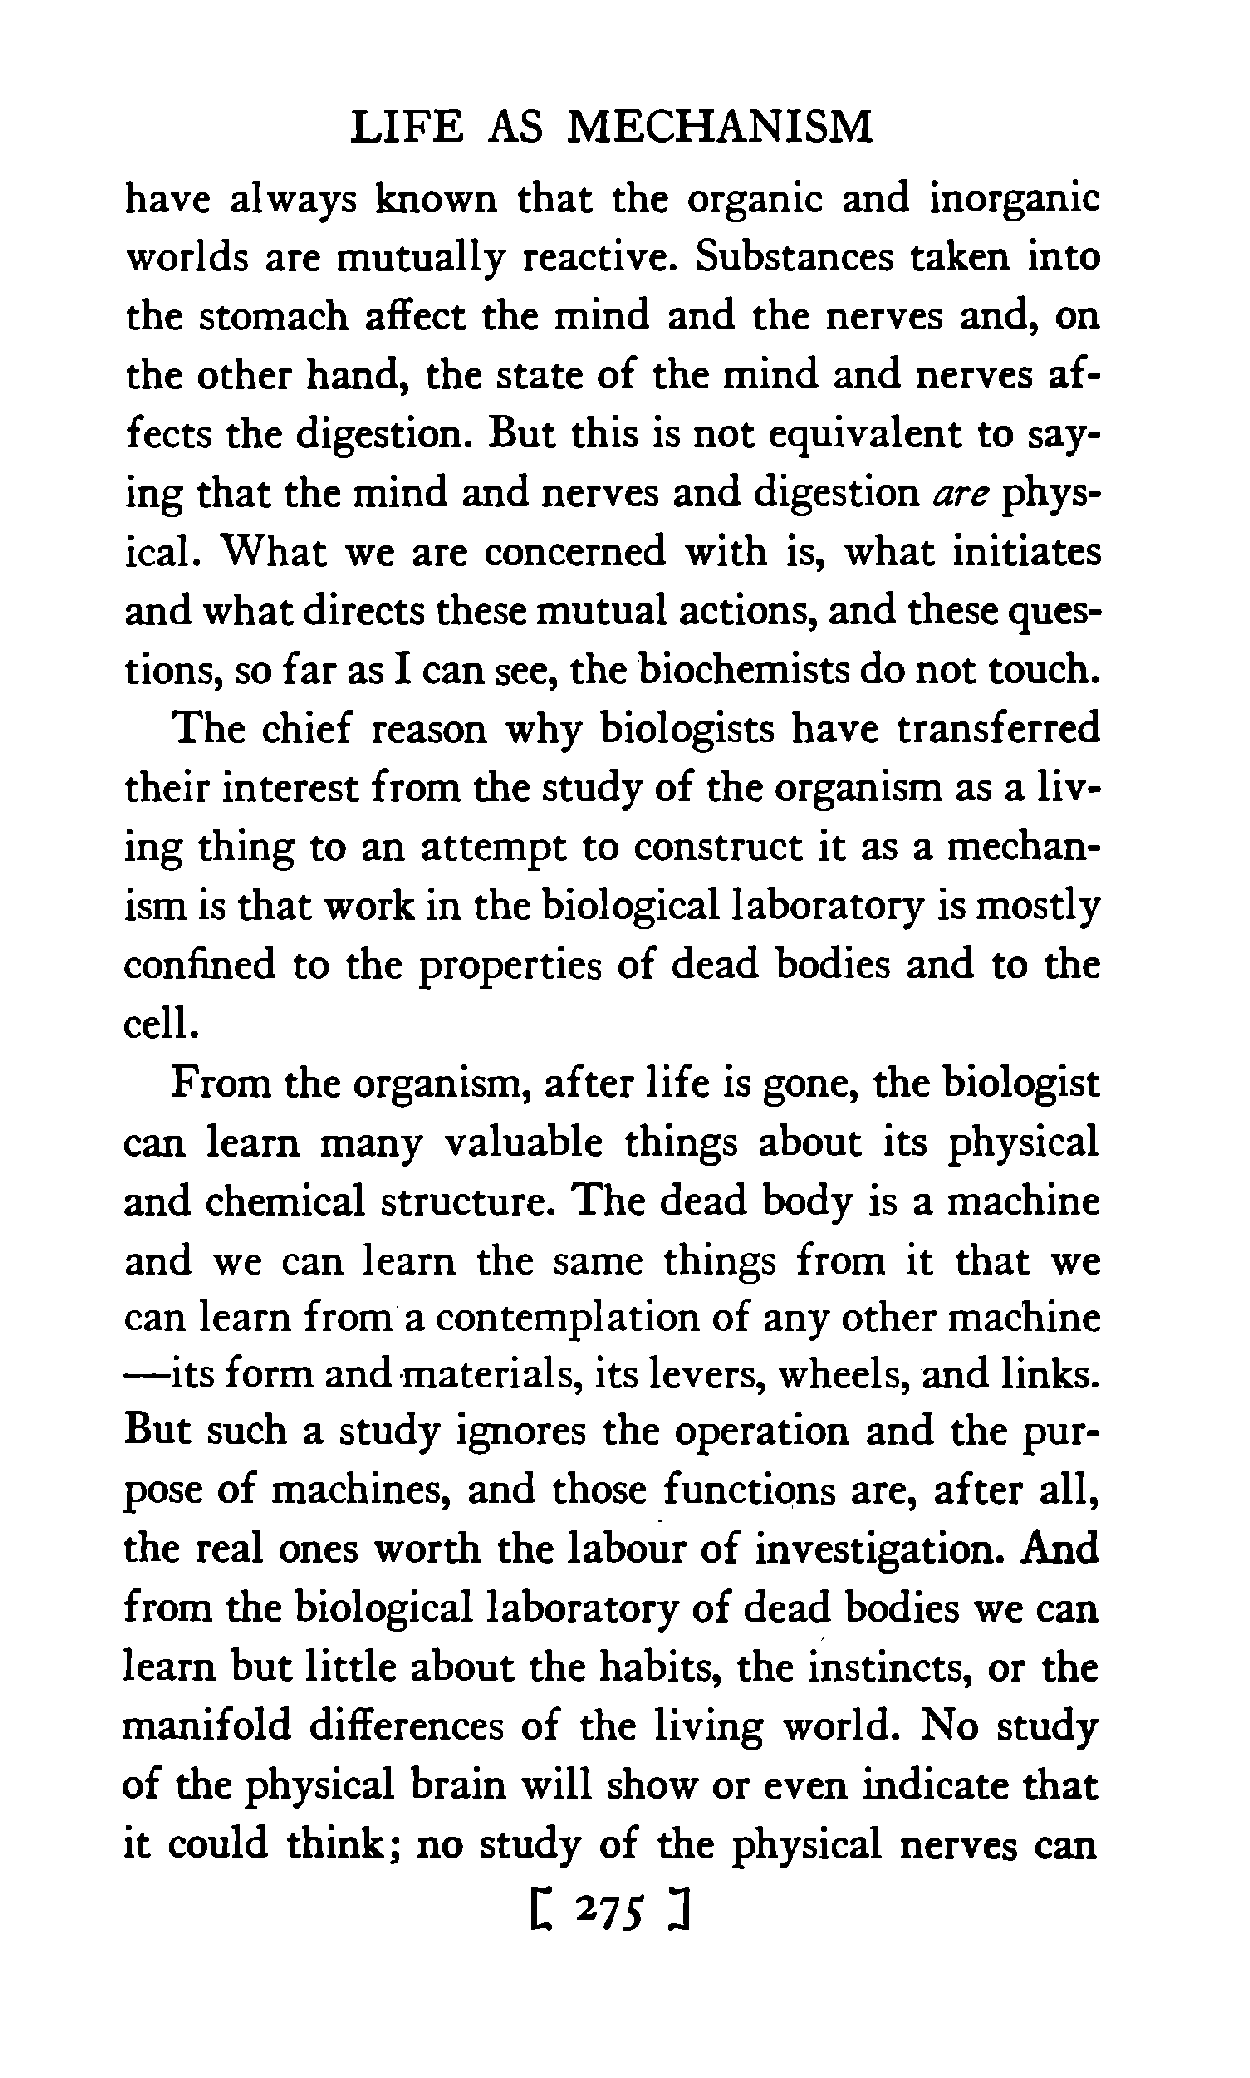 LIFE AS MECHANISM
have always known that the organic and inorganic
worlds are mutually reactive. Substances taken into
the stomach affect the mind and the nerves and, on
the other hand, the state of the mind and nerves af-
fects the digestion. But this is not equivalent to say-
ing that the mind and nerves and digestion are phys-
ical. What we are concerned with is, what initiates
and what directs these mutual actions, and these ques-
tions, so far as I can see, the biochemists do not touch.
The chief reason why biologists have transferred
their interest from the study of the organism as a liv-
ing thing to an attempt to construct it as a mechan-
ism is that work in the biological laboratory is mostly
confined to the properties of dead bodies and to the
cell.
From the organism, after life is gone, the biologist
can learn many valuable things about its physical
and chemical structure. The dead body is a machine
and we can learn the same things from it that we
can learn from a contemplation of any other machine
—its form and materials, its levers, wheels, and links.
But such a study ignores the operation and the pur-
pose of machines, and those functions are, after all,
the real ones worth the labour of investigation. And
from the biological laboratory of dead bodies we can
learn but little about the habits, the instincts, or the
manifold differences of the living world. No study
of the physical brain will show or even indicate that
it could think; no study of the physical nerves can
[ 275 ]